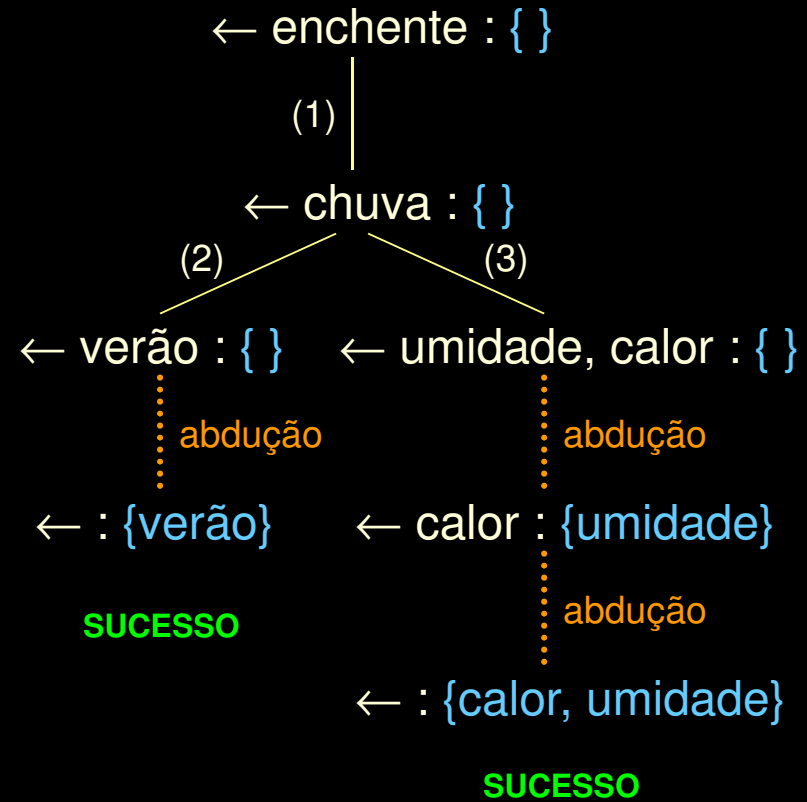 ← enchente : { }
(1)
← chuva : { }
(2) (3)
← verão : { } ← umidade, calor : { }
abdução abdução
← : {verão} ← calor : {umidade}
SUCESSO abdução
← : {calor, umidade}
SUCESSO